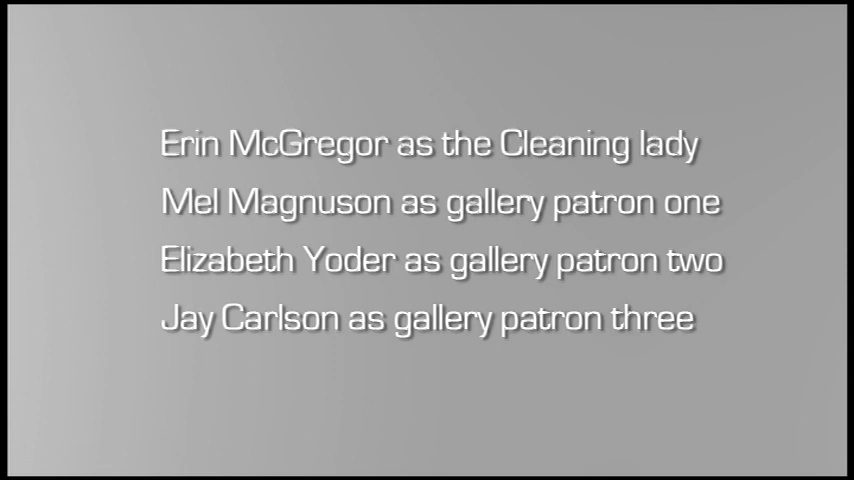 Erin McGregor as the Cleaning lady
Mel Magnuson as gallery patron one
Elizabeth Yoder as gallery patron two
Jay Carlson as gallery patron three